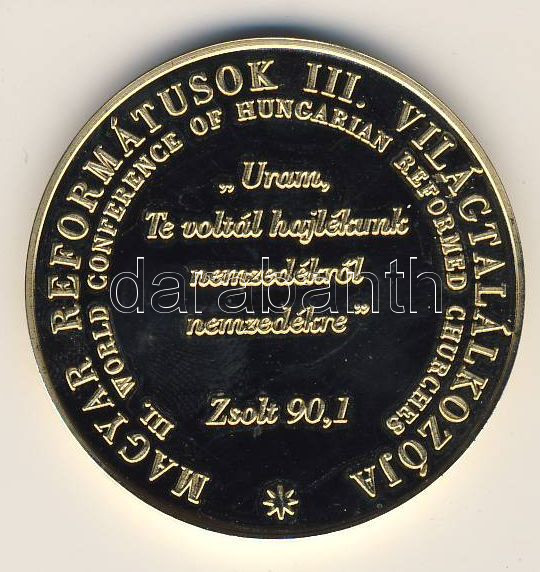 MAGYAR REFORMÁTUSOK III. VILÁGTALÁLKOZÓJA
III. WORLD CONFERENCE OF HUNGARIAN REFORMED CHURCHES
„Uram,
Te voltál hajlékunk
nemzedékről
nemzedékre”
Zsolt 90,1
darabanth